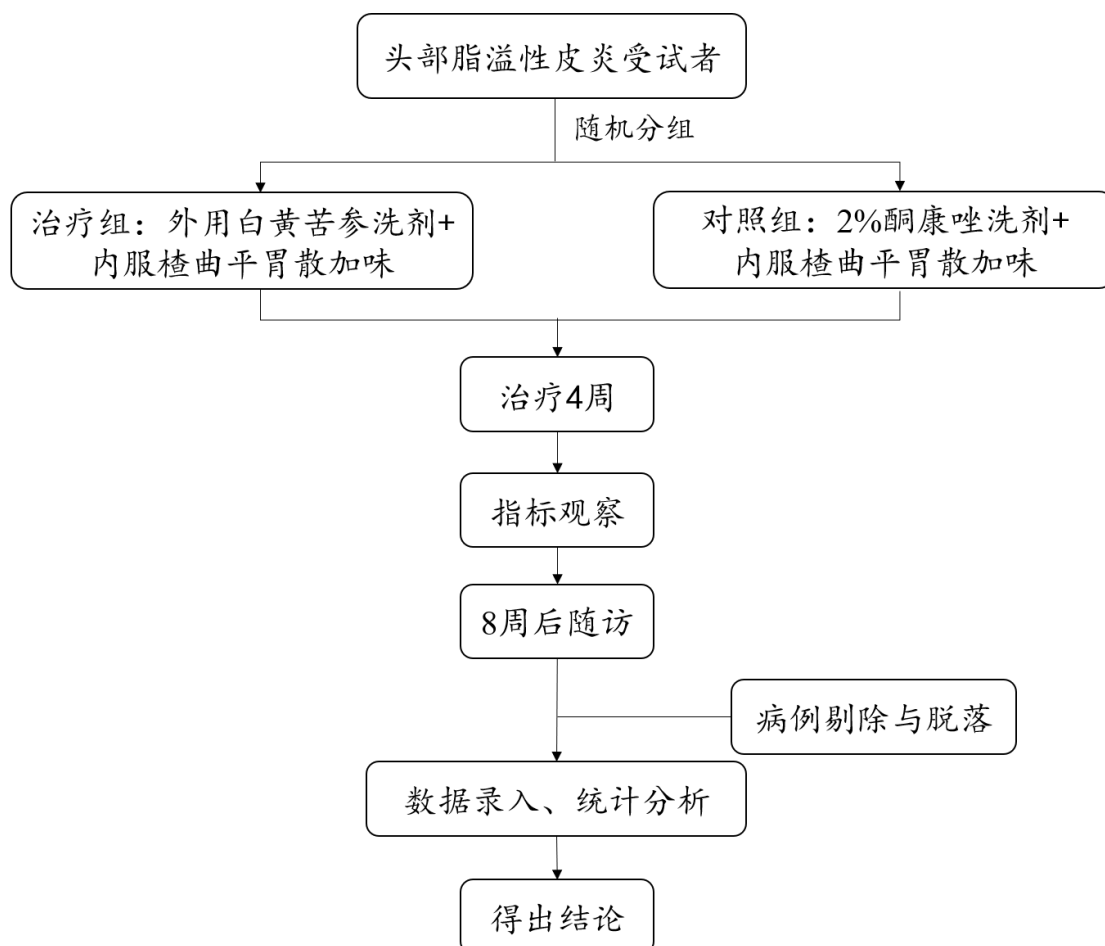 头部脂溢性皮炎受试者
随机分组
治疗组：外用白黄苦参洗剂+
内服楂曲平胃散加味
对照组：2%酮康唑洗剂+
内服楂曲平胃散加味
治疗4周
指标观察
8周后随访
病例剔除与脱落
数据录入、统计分析
得出结论